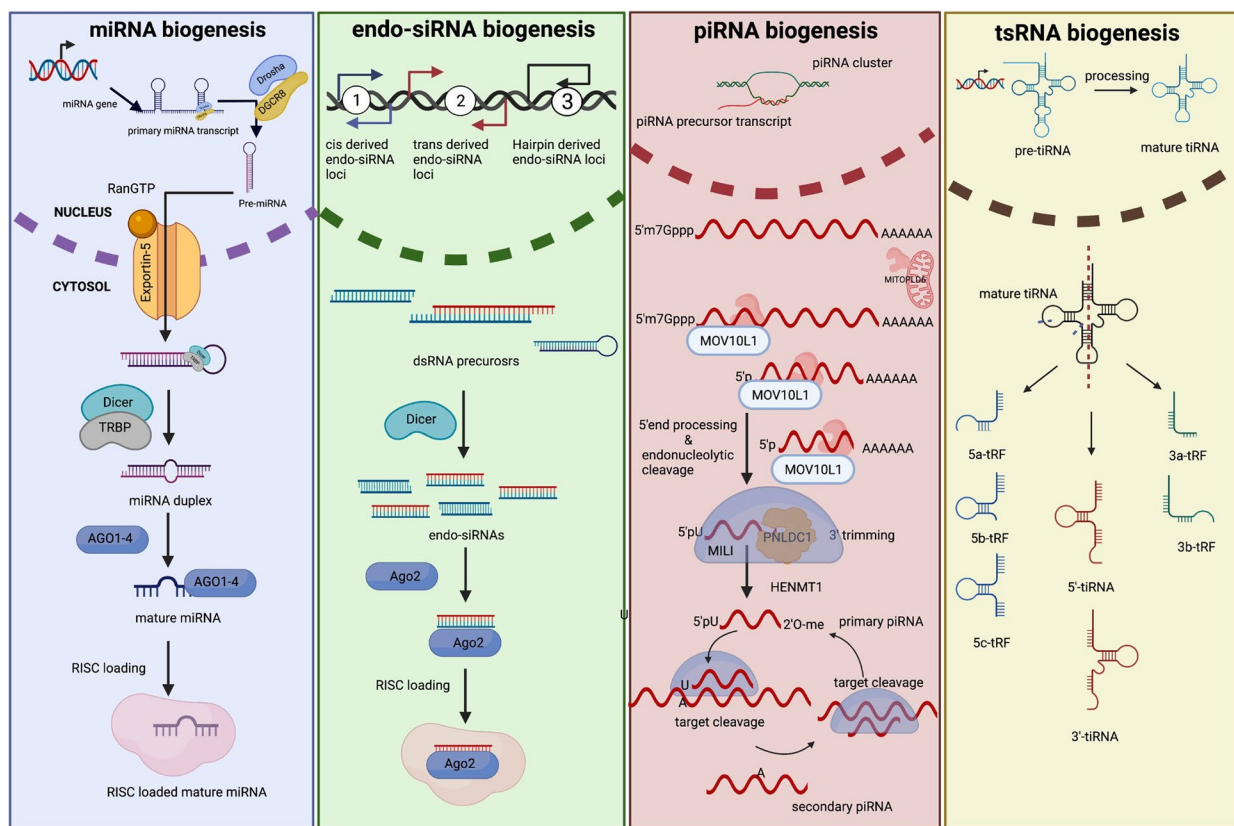 miRNA biogenesis
miRNA gene
primary miRNA transcript
Drosha
DGCR8
Pre-miRNA
RanGTP
NUCLEUS
CYTOSOL
Exportin-5
Dicer
TRBP
Dicer
TRBP
miRNA duplex
AGO1-4
AGO1-4
mature miRNA
RISC loading
RISC loaded mature miRNA
endo-siRNA biogenesis
1
2
3
cis derived
endo-siRNA
loci
trans derived
endo-siRNA
loci
Hairpin derived
endo-siRNA loci
dsRNA precurosrs
Dicer
endo-siRNAs
Ago2
Ago2
RISC loading
Ago2
piRNA biogenesis
piRNA cluster
piRNA precursor transcript
5'm7Gppp
AAAAAA
MITOPLD6
5'm7Gppp
AAAAAA
MOV10L1
5'p
AAAAAA
MOV10L1
5'end processing
&
endonucleolytic
cleavage
5'p
AAAAAA
MOV10L1
5'pU
MILI
PNLDC1
3' trimming
HENMT1
U
5'pU
2'O-me
primary piRNA
U
A
target cleavage
target cleavage
A
secondary piRNA
tsRNA biogenesis
processing
pre-tiRNA
mature tiRNA
mature tiRNA
5a-tRF
3a-tRF
5b-tRF
3b-tRF
5'-tiRNA
5c-tRF
3'-tiRNA